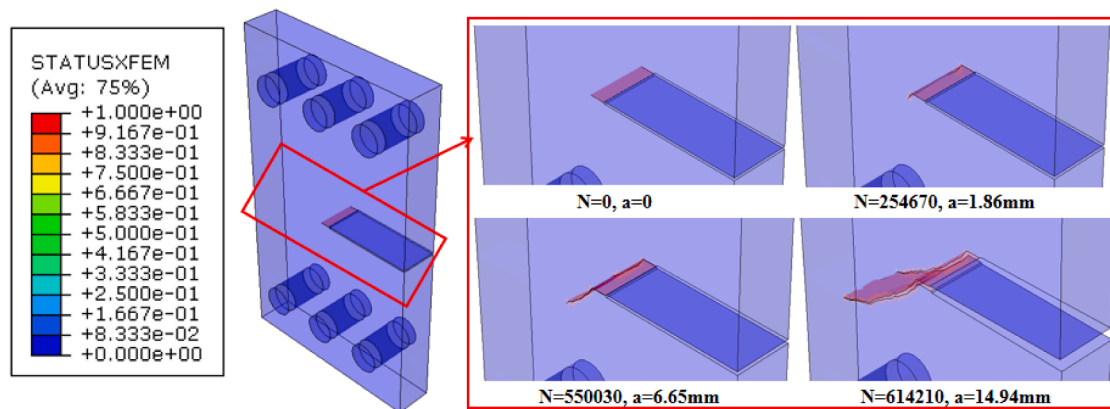 STATUSXFEM
(Avg: 75%)
+1.000e+00
+9.167e-01
+8.333e-01
+7.500e-01
+6.667e-01
+5.833e-01
+5.000e-01
+4.167e-01
+3.333e-01
+2.500e-01
+1.667e-01
+8.333e-02
+0.000e+00
N=0, a=0
N=254670, a=1.86mm
N=550030, a=6.65mm
N=614210, a=14.94mm